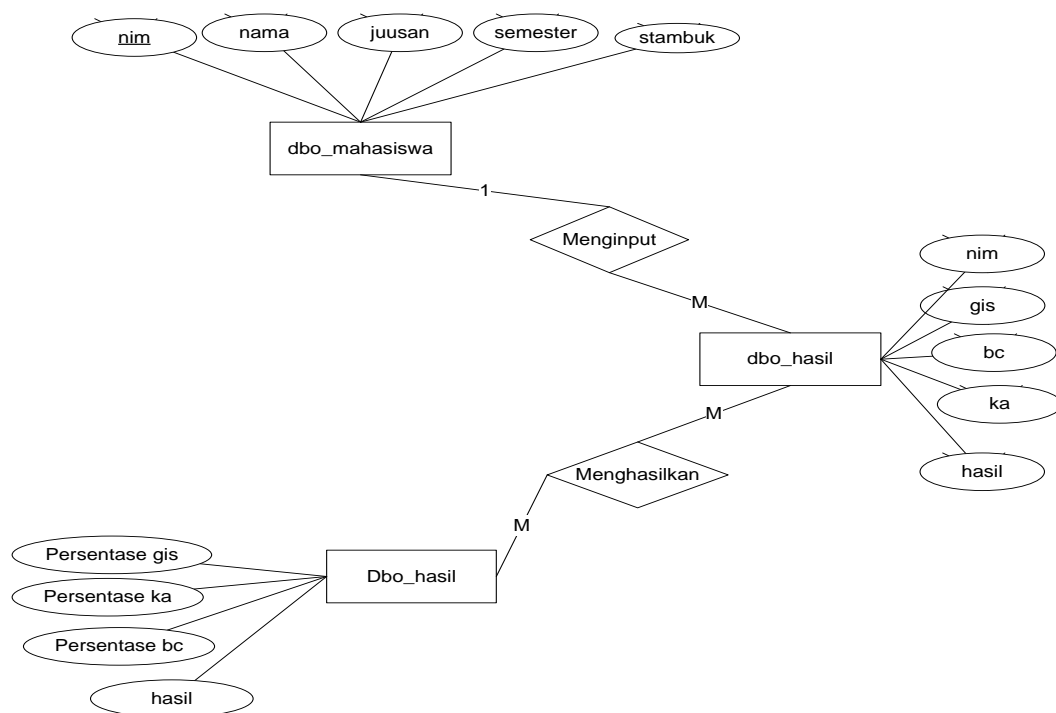 nim
nama
juusan
semester
stambuk
dbo_mahasiswa
1
Menginput
M
nim
gis
bc
ka
hasil
dbo_hasil
M
Menghasilkan
M
Persentase gis
Persentase ka
Persentase bc
hasil
Dbo_hasil